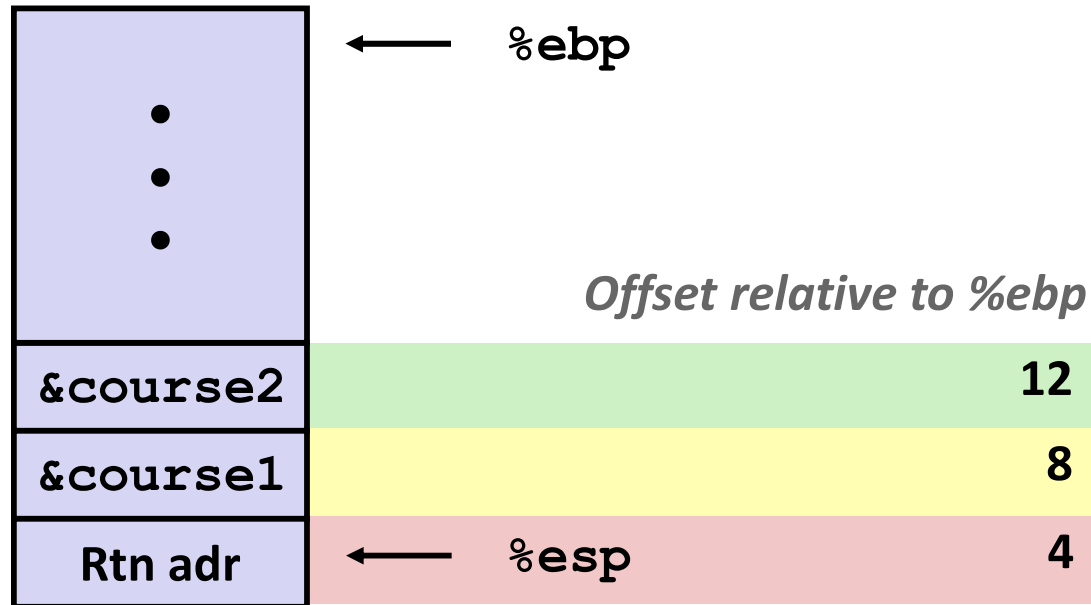 %ebp
Offset relative to %ebp
&course2 12
&course1 8
Rtn adr %esp 4